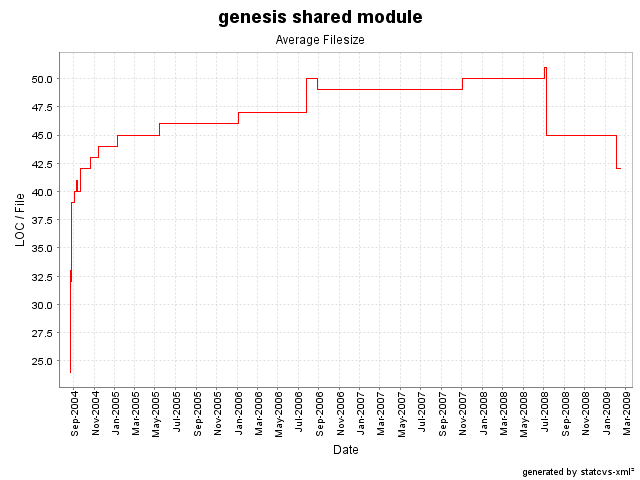 genesis shared module
Average Filesize
LOC / File
50.0
47.5
45.0
42.5
40.0
37.5
35.0
32.5
30.0
27.5
25.0
Sep-2004
Nov-2004
Jan-2005
Mar-2005
May-2005
Jul-2005
Sep-2005
Nov-2005
Jan-2006
Mar-2006
May-2006
Jul-2006
Sep-2006
Nov-2006
Jan-2007
Mar-2007
May-2007
Jul-2007
Sep-2007
Nov-2007
Jan-2008
Mar-2008
May-2008
Jul-2008
Sep-2008
Nov-2008
Jan-2009
Mar-2009
Date
generated by statcvs-xml²